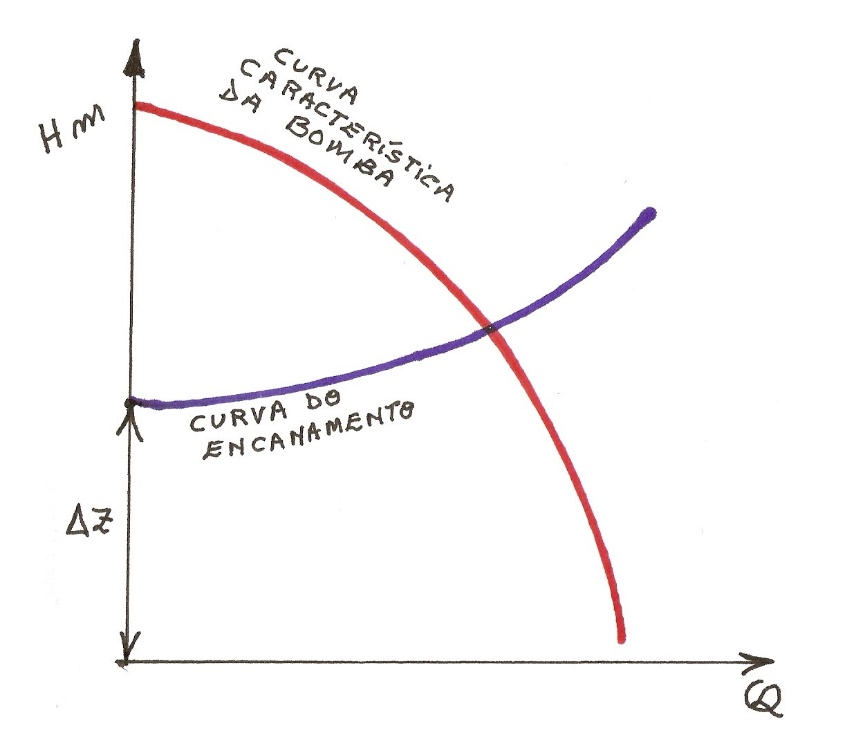 CURVA
CARACTERÍSTICA
DA BOMBA
Hm
CURVA DO
ENCANAMENTO
ΔZ
Q